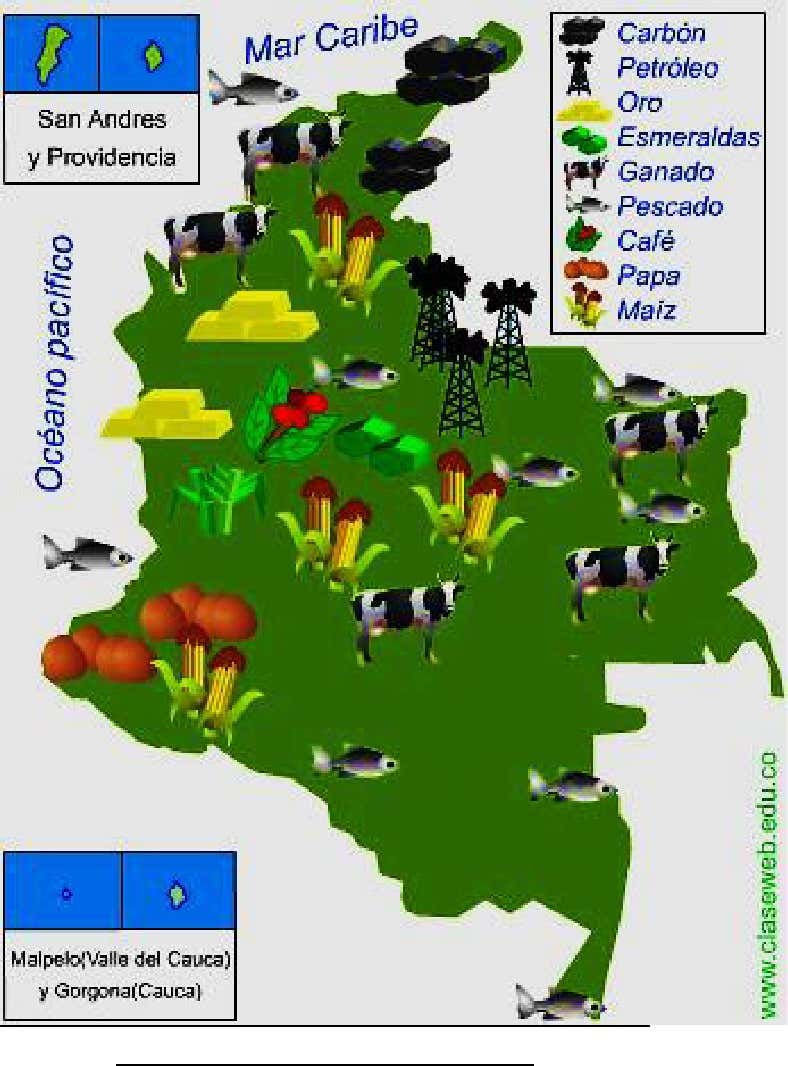 San Andres
y Providencia
Mar Caribe
Carbón
Petróleo
Oro
Esmeraldas
Ganado
Pescado
Café
Papa
Maíz
Océano pacífico
Malpelo(Valle del Cauca)
y Gorgona(Cauca)
www.claseweb.edu.co